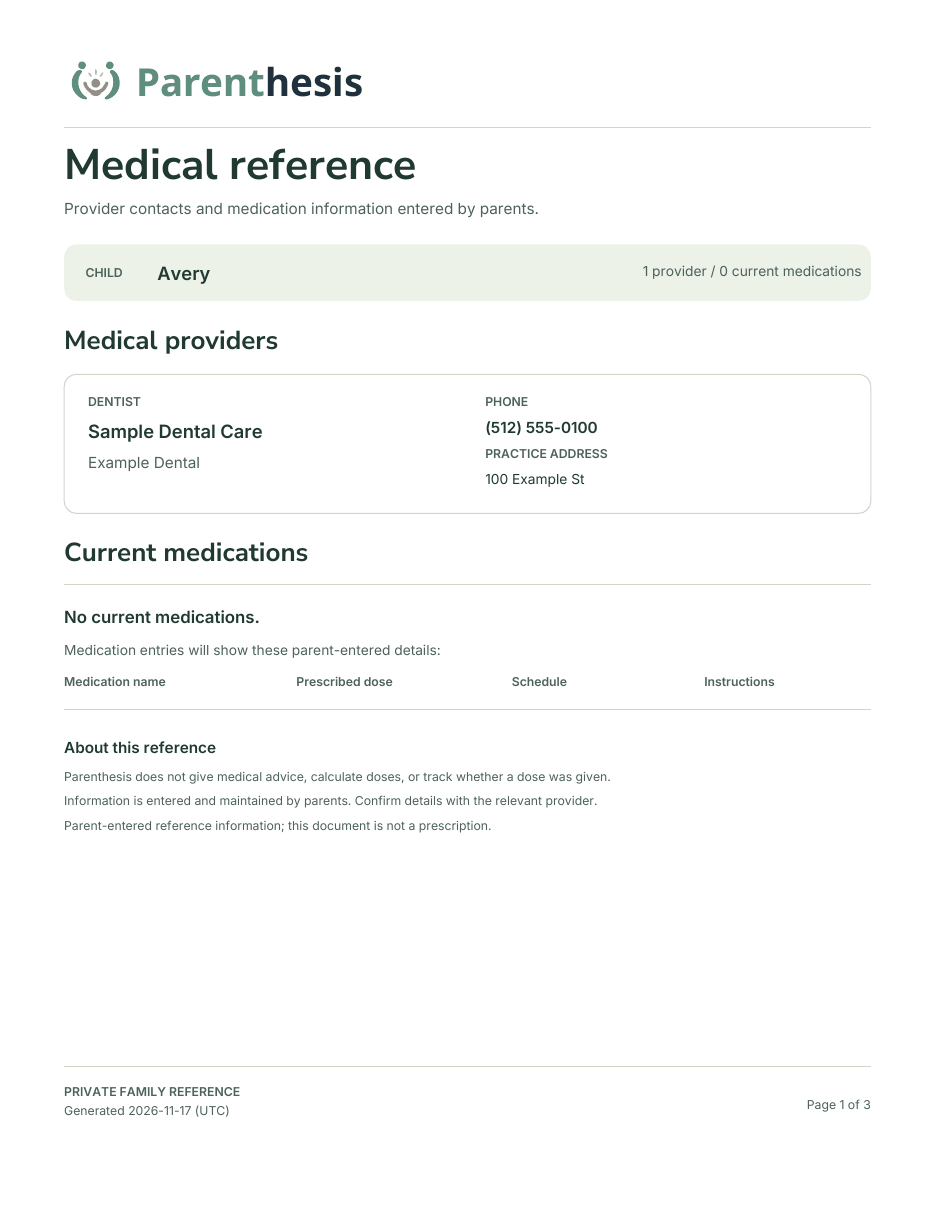 Parenthesis
Medical reference
Provider contacts and medication information entered by parents.
CHILD Avery 1 provider / 0 current medications
Medical providers
DENTIST
Sample Dental Care
Example Dental
PHONE
(512) 555-0100
PRACTICE ADDRESS
100 Example St
Current medications
No current medications.
Medication entries will show these parent-entered details:
Medication name Prescribed dose Schedule Instructions
About this reference
Parenthesis does not give medical advice, calculate doses, or track whether a dose was given.
Information is entered and maintained by parents. Confirm details with the relevant provider.
Parent-entered reference information; this document is not a prescription.
PRIVATE FAMILY REFERENCE
Generated 2026-11-17 (UTC)
Page 1 of 3